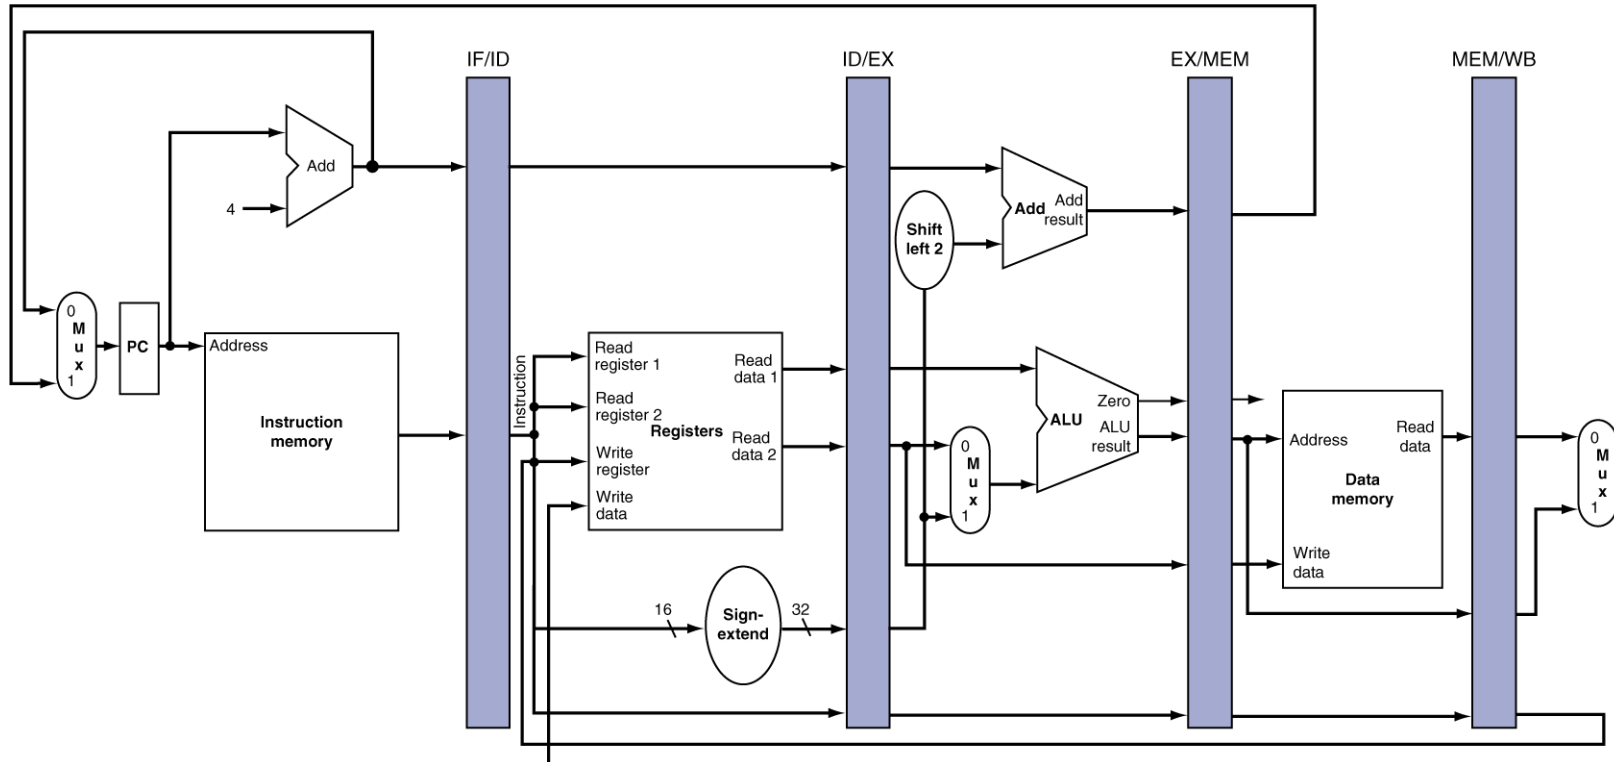 IF/ID
ID/EX
EX/MEM
MEM/WB
Add
4
0
M
u
x
1
PC
Address
Instruction
memory
Instruction
Read
register 1
Read
register 2
Write
register
Write
data
Registers
Read
data 1
Read
data 2
16
Sign-
extend
32
Shift
left 2
Add
Add
result
0
M
u
x
1
ALU
Zero
ALU
result
Address
Read
data
Data
memory
Write
data
0
M
u
x
1